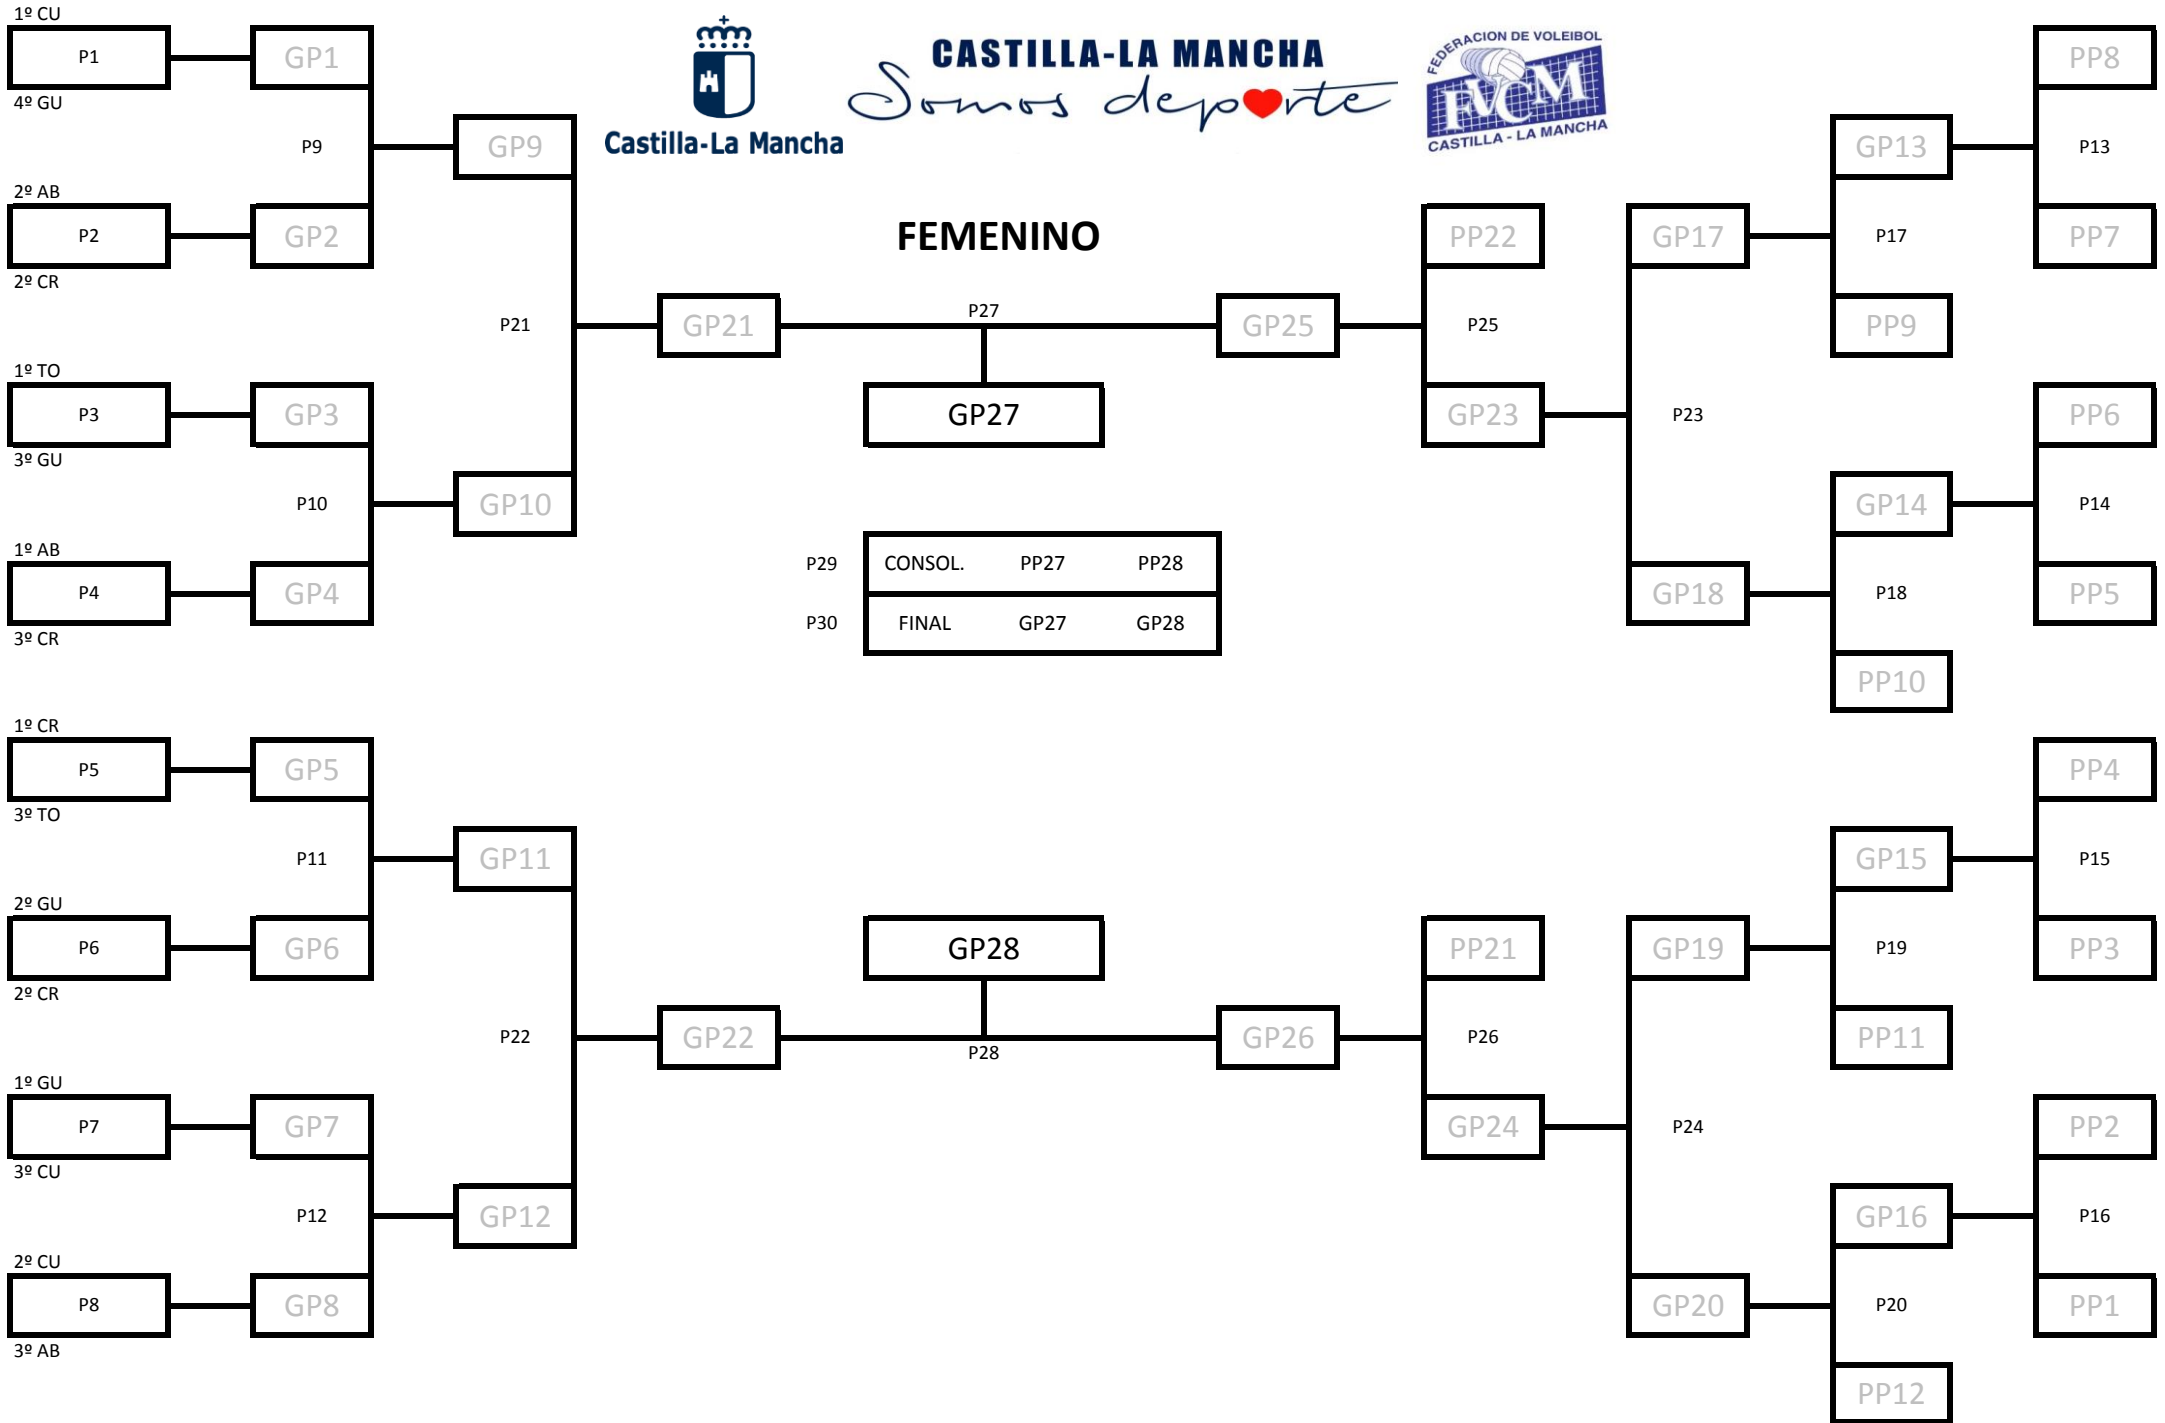 1º CU
P1
4º GU
GP1
P9
2º AB
P2
2º CR
GP2
GP9
P21
1º TO
P3
3º GU
GP3
P10
GP10
1º AB
P4
3º CR
GP4
GP21
Castilla-La Mancha
CASTILLA-LA MANCHA
Somos deporte
FEDERACION DE VOLEIBOL
FVCM
CASTILLA - LA MANCHA
FEMENINO
P27
GP27
GP25
PP22
P25
GP23
GP17
P23
GP18
GP13
P17
PP9
GP14
P18
PP10
PP8
P13
PP7
PP6
P14
PP5
P29 CONSOL. PP27 PP28
P30 FINAL GP27 GP28
1º CR
P5
3º TO
GP5
P11
GP11
2º GU
P6
2º CR
GP6
P22
1º GU
P7
3º CU
GP7
P12
GP12
2º CU
P8
3º AB
GP8
GP22
GP28
P28
GP26
PP21
P26
GP24
GP19
P24
GP20
GP15
P19
PP11
GP16
P20
PP12
PP4
P15
PP3
PP2
P16
PP1